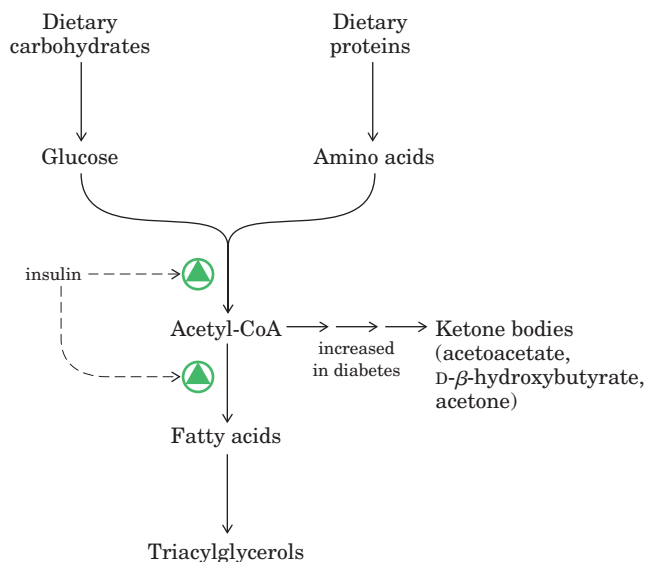 Dietary
carbohydrates
Dietary
proteins
Glucose
Amino acids
insulin
Acetyl-CoA
increased
in diabetes
Ketone bodies
(acetoacetate,
D-β-hydroxybutyrate,
acetone)
Fatty acids
Triacylglycerols